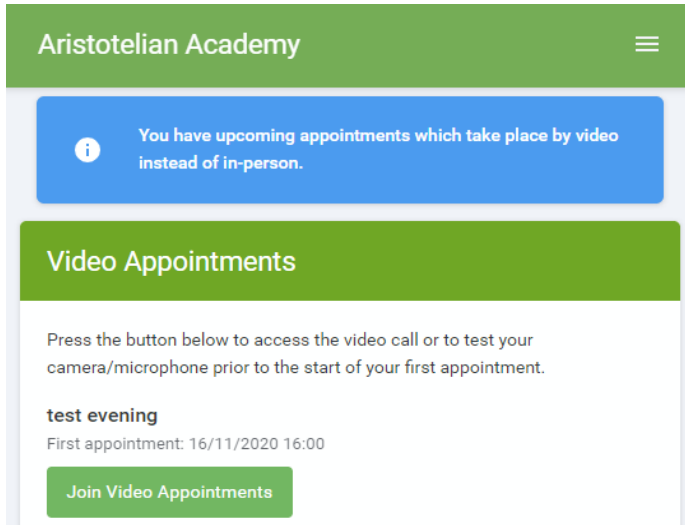 Aristotelian Academy
You have upcoming appointments which take place by video
instead of in-person.
Video Appointments
Press the button below to access the video call or to test your
camera/microphone prior to the start of your first appointment.
test evening
First appointment: 16/11/2020 16:00
Join Video Appointments